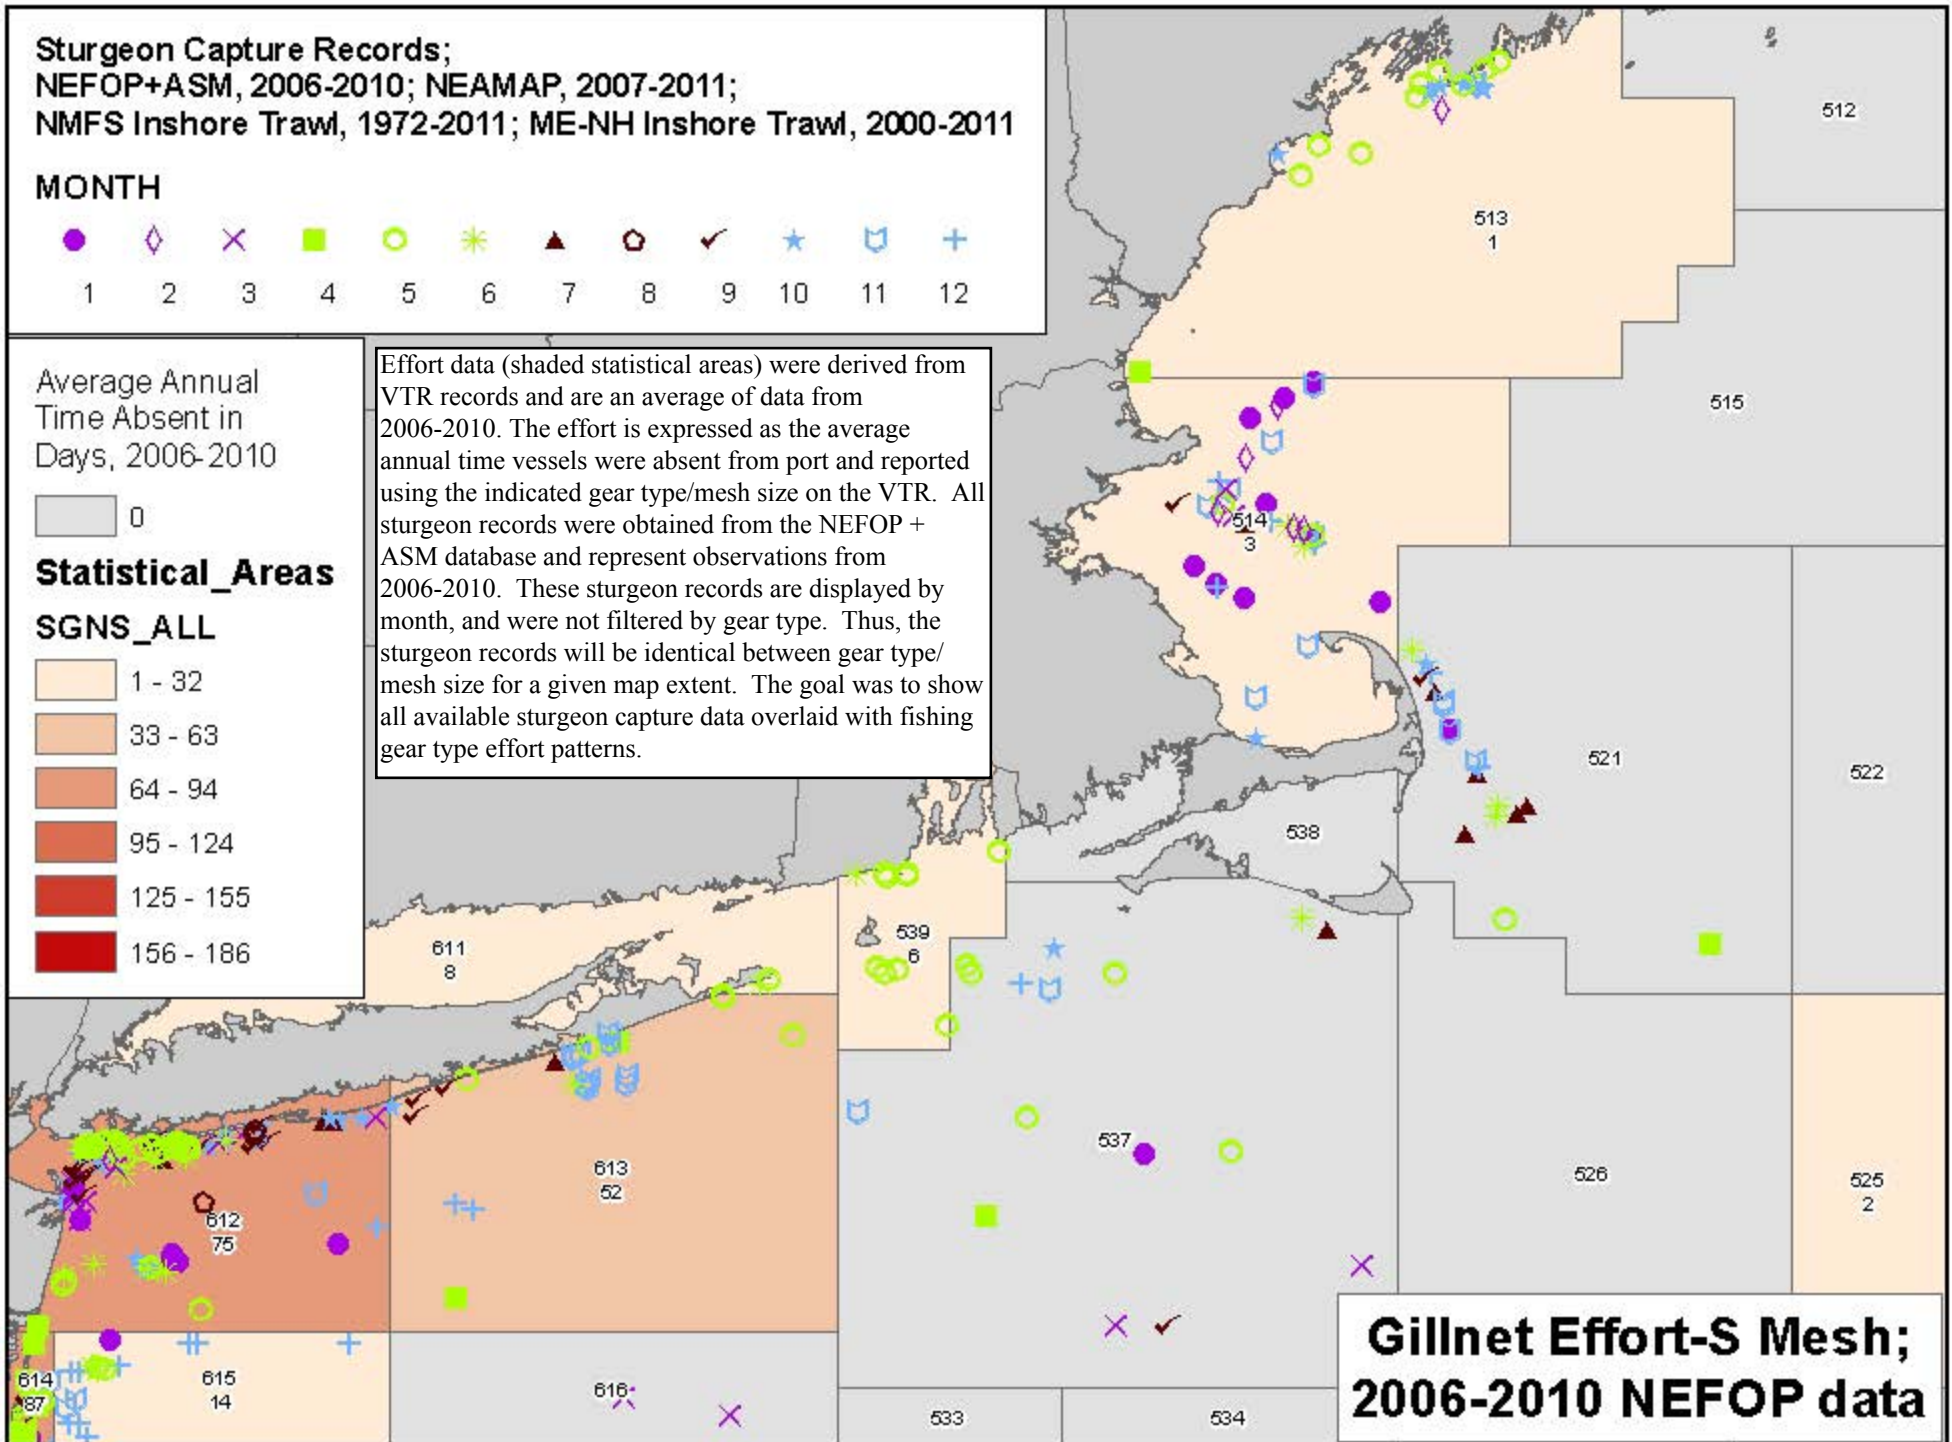 Sturgeon Capture Records;
NEFOP+ASM, 2006-2010; NEAMAP, 2007-2011;
NMFS Inshore Trawl, 1972-2011; ME-NH Inshore Trawl, 2000-2011
MONTH
1 2 3 4 5 6 7 8 9 10 11 12
Average Annual
Time Absent in
Days, 2006-2010
0
Statistical_Areas
SGNS_ALL
1 - 32
33 - 63
64 - 94
95 - 124
125 - 155
156 - 186
Effort data (shaded statistical areas) were derived from
VTR records and are an average of data from
2006-2010. The effort is expressed as the average
annual time vessels were absent from port and reported
using the indicated gear type/mesh size on the VTR. All
sturgeon records were obtained from the NEFOP +
ASM database and represent observations from
2006-2010. These sturgeon records are displayed by
month, and were not filtered by gear type. Thus, the
sturgeon records will be identical between gear type/
mesh size for a given map extent. The goal was to show
all available sturgeon capture data overlaid with fishing
gear type effort patterns.
512
513
1
515
514
3
521
522
538
539
6
611
8
537
526
525
2
613
52
612
75
614
87
615
14
616
533
534
Gillnet Effort-S Mesh;
2006-2010 NEFOP data